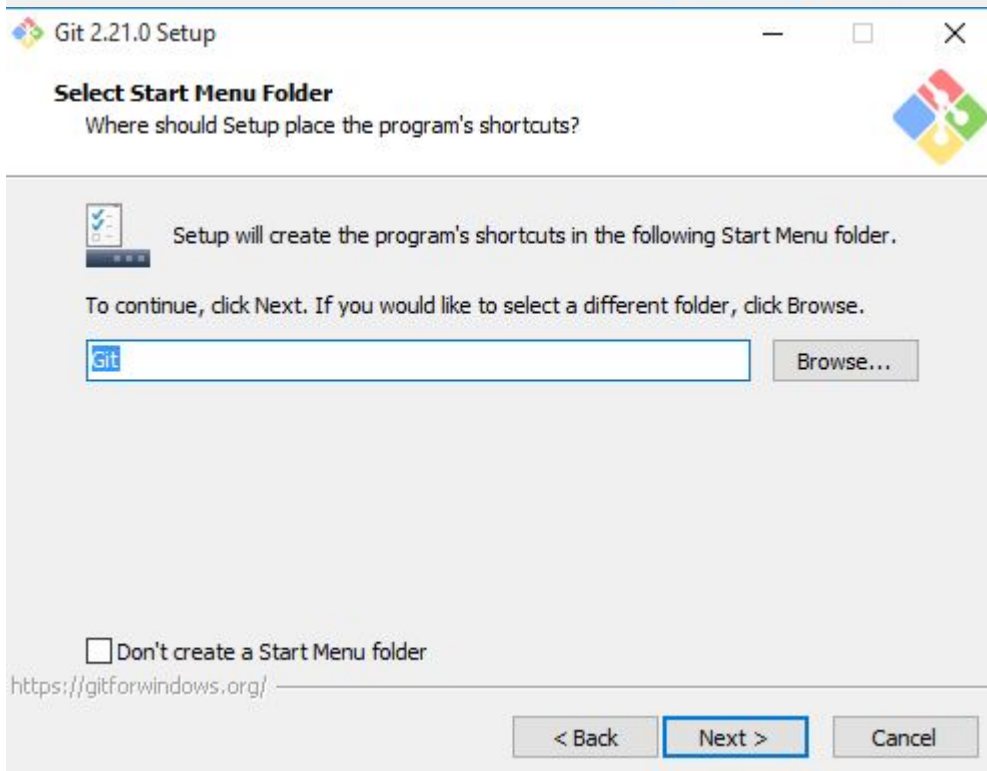 Git 2.21.0 Setup
Select Start Menu Folder
Where should Setup place the program's shortcuts?
Setup will create the program's shortcuts in the following Start Menu folder.
To continue, click Next. If you would like to select a different folder, click Browse.
Git
Browse...
Don't create a Start Menu folder
https://gitforwindows.org/
< Back
Next >
Cancel